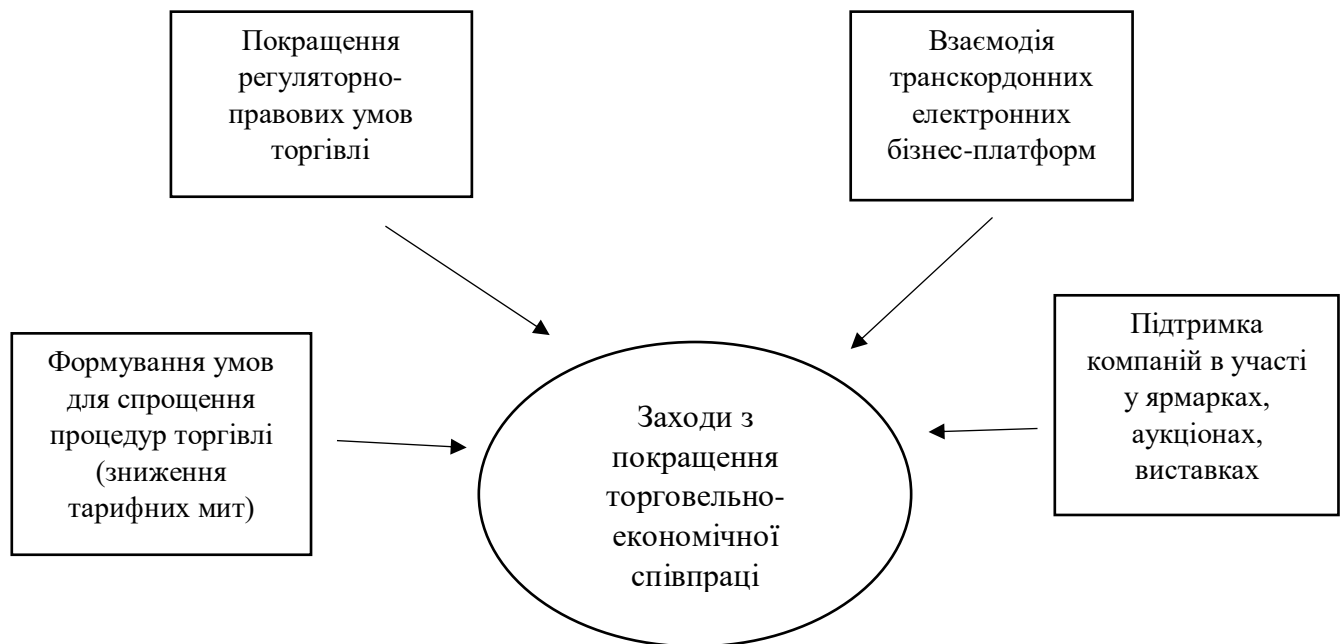 Покращення
регуляторно-
правових умов
торгівлі
Взаємодія
транскордонних
електронних
бізнес-платформ
Формування умов
для спрощення
процедур торгівлі
(зниження
тарифних мит)
Заходи з
покращення
торговельно-
економічної
співпраці
Підтримка
компаній в участі
у ярмарках,
аукціонах,
виставках